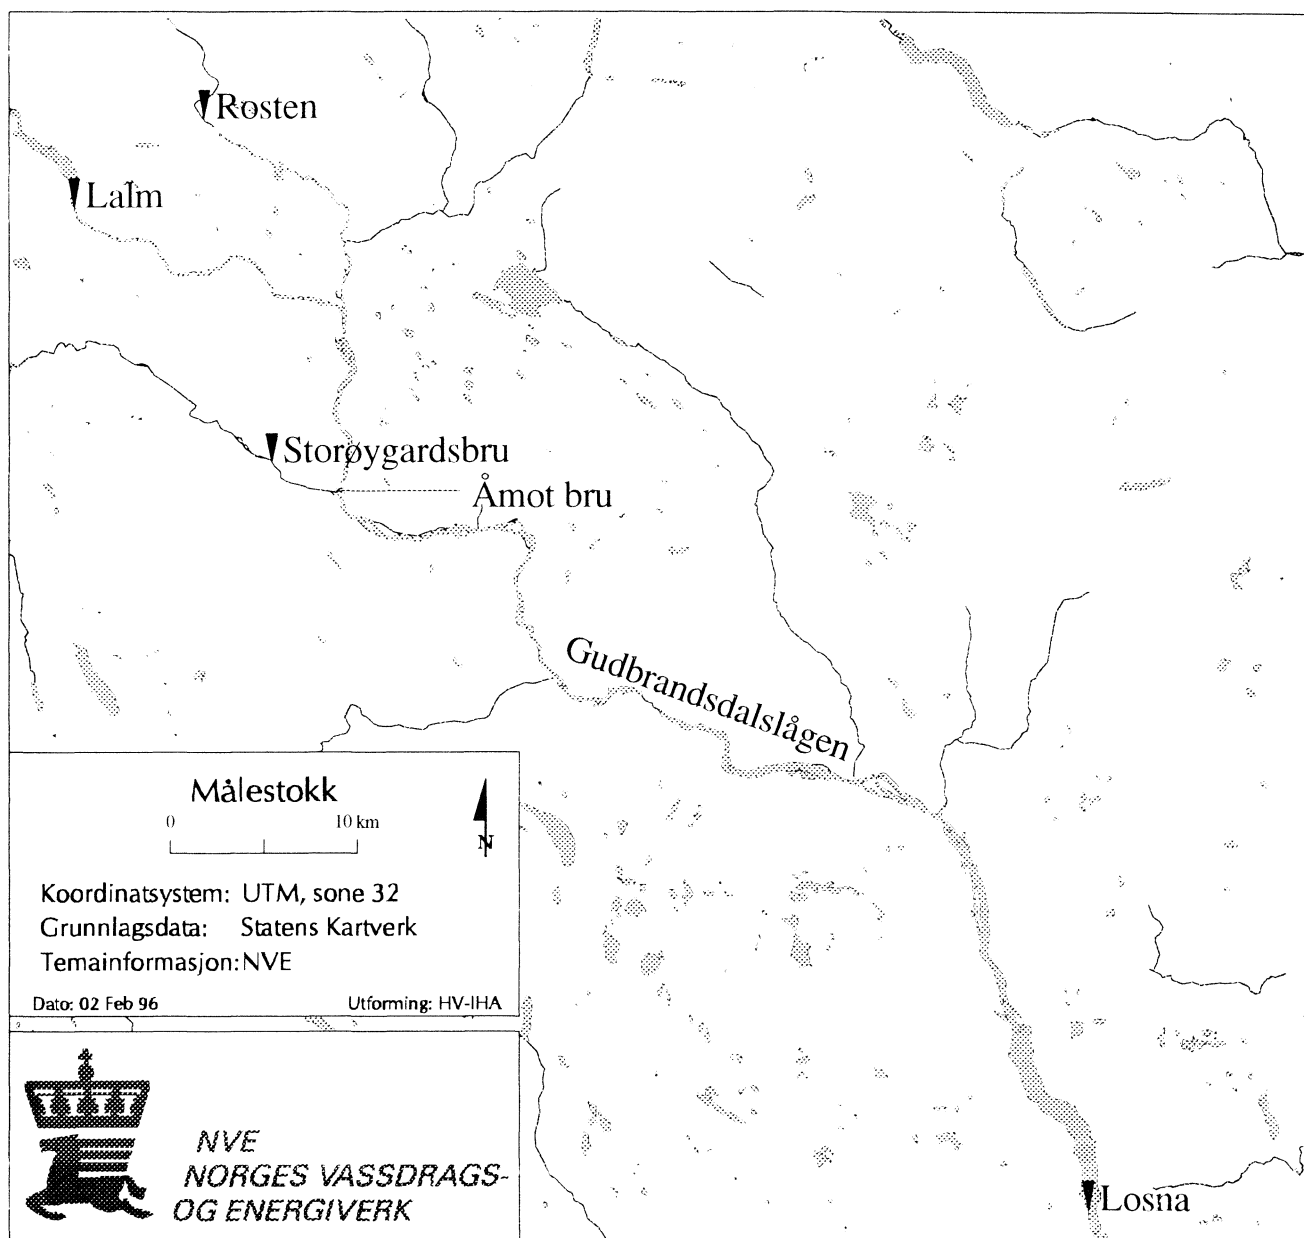 Rosten
Lalm
Storøygardsbru
Åmot bru
Gudbrandsdalslågen
Målestokk
0 10 km
N
Koordinatsystem: UTM, sone 32
Grunnlagsdata: Statens Kartverk
Temainformasjon: NVE
Dato: 02 Feb 96 Utforming: HV-IHA
NVE
NORGES VASSDRAGS-
OG ENERGIVERK
Losna